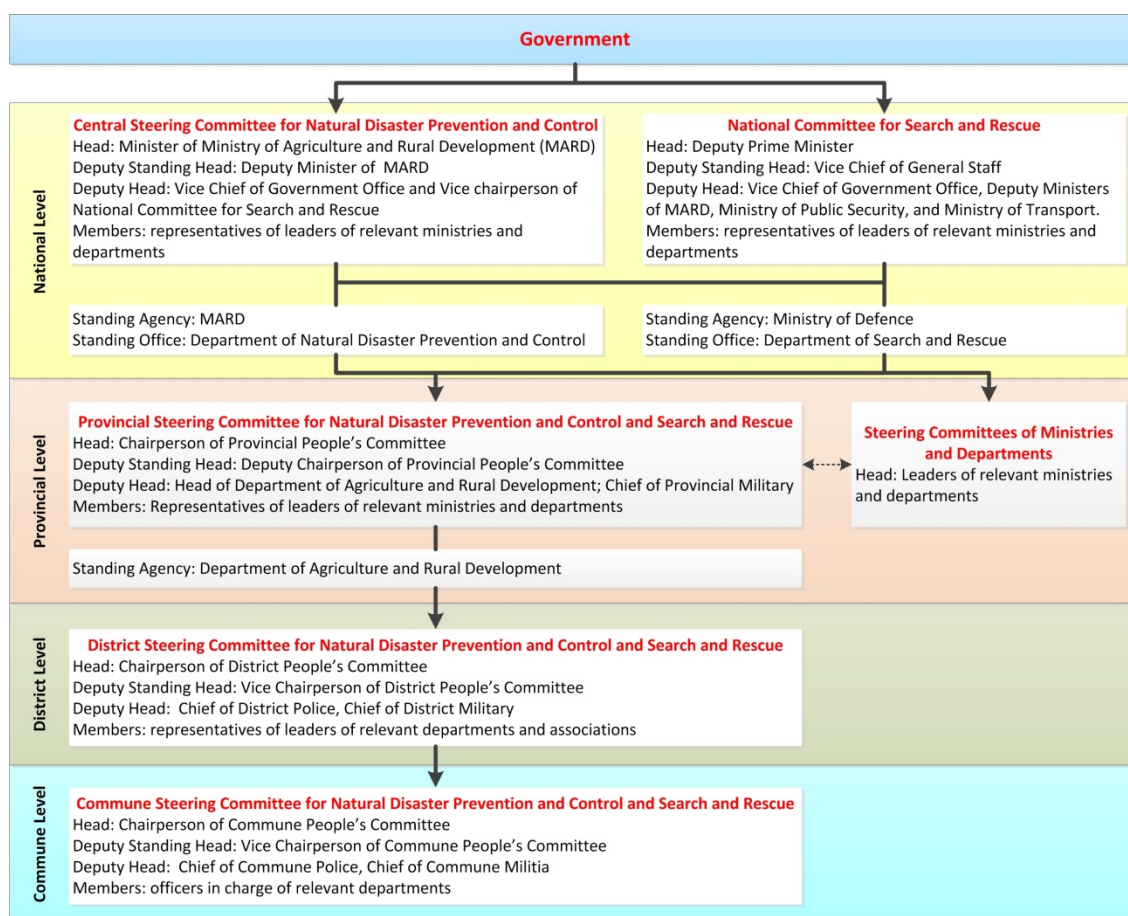 Government
National Level
Central Steering Committee for Natural Disaster Prevention and Control
Head: Minister of Ministry of Agriculture and Rural Development (MARD)
Deputy Standing Head: Deputy Minister of MARD
Deputy Head: Vice Chief of Government Office and Vice chairperson of
National Committee for Search and Rescue
Members: representatives of leaders of relevant ministries and
departments
National Committee for Search and Rescue
Head: Deputy Prime Minister
Deputy Standing Head: Vice Chief of General Staff
Deputy Head: Vice Chief of Government Office, Deputy Ministers
of MARD, Ministry of Public Security, and Ministry of Transport.
Members: representatives of leaders of relevant ministries and
departments
Standing Agency: MARD
Standing Office: Department of Natural Disaster Prevention and Control
Standing Agency: Ministry of Defence
Standing Office: Department of Search and Rescue
Provincial Level
Provincial Steering Committee for Natural Disaster Prevention and Control and Search and Rescue
Head: Chairperson of Provincial People’s Committee
Deputy Standing Head: Deputy Chairperson of Provincial People’s Committee
Deputy Head: Head of Department of Agriculture and Rural Development; Chief of Provincial Military
Members: Representatives of leaders of relevant ministries and departments
Steering Committees of Ministries
and Departments
Head: Leaders of relevant ministries
and departments
Standing Agency: Department of Agriculture and Rural Development
District Level
District Steering Committee for Natural Disaster Prevention and Control and Search and Rescue
Head: Chairperson of District People’s Committee
Deputy Standing Head: Vice Chairperson of District People’s Committee
Deputy Head: Chief of District Police, Chief of District Military
Members: representatives of leaders of relevant departments and associations
Commune Level
Commune Steering Committee for Natural Disaster Prevention and Control and Search and Rescue
Head: Chairperson of Commune People’s Committee
Deputy Standing Head: Vice Chairperson of Commune People’s Committee
Deputy Head: Chief of Commune Police, Chief of Commune Militia
Members: officers in charge of relevant departments